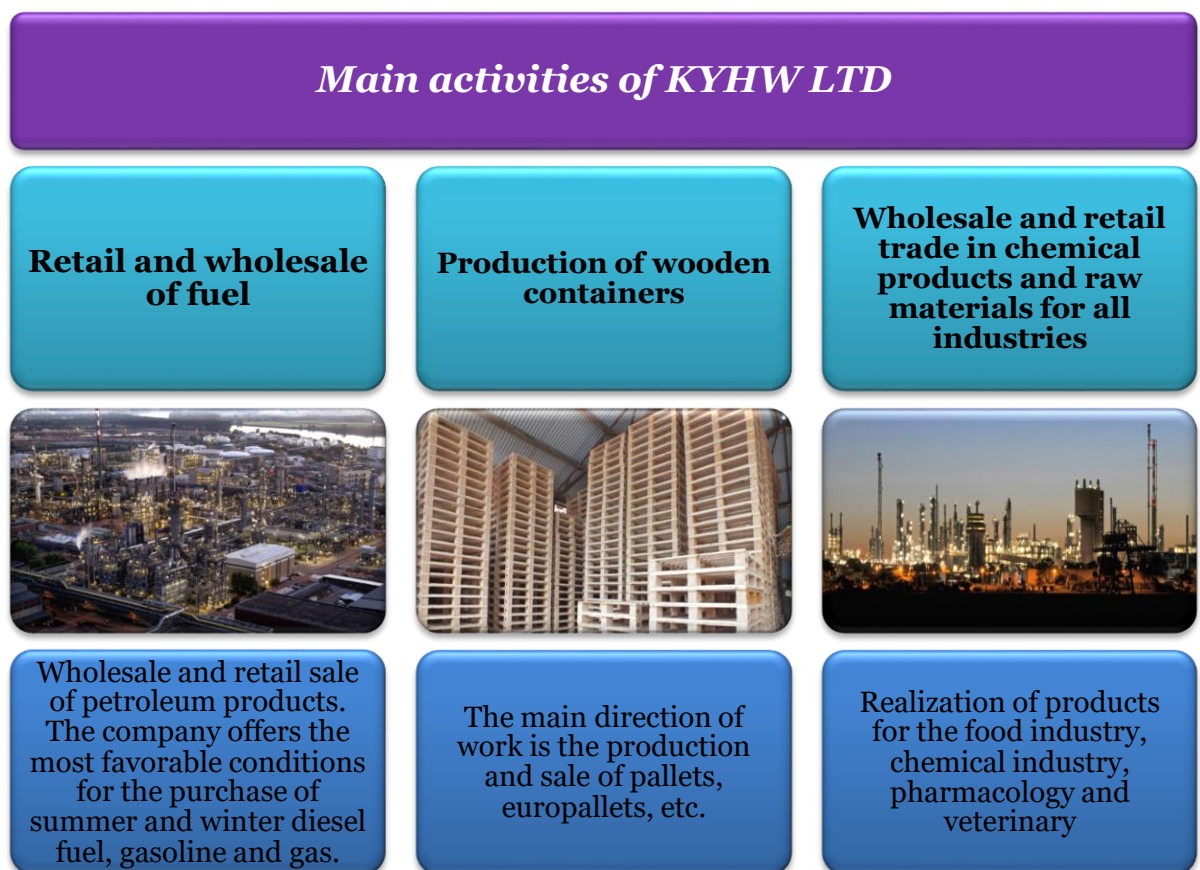 Main activities of KYHW LTD
Retail and wholesale
of fuel
Production of wooden
containers
Wholesale and retail
trade in chemical
products and raw
materials for all
industries
Wholesale and retail sale
of petroleum products.
The company offers the
most favorable conditions
for the purchase of
summer and winter diesel
fuel, gasoline and gas.
The main direction of
work is the production
and sale of pallets,
europallets, etc.
Realization of products
for the food industry,
chemical industry,
pharmacology and
veterinary